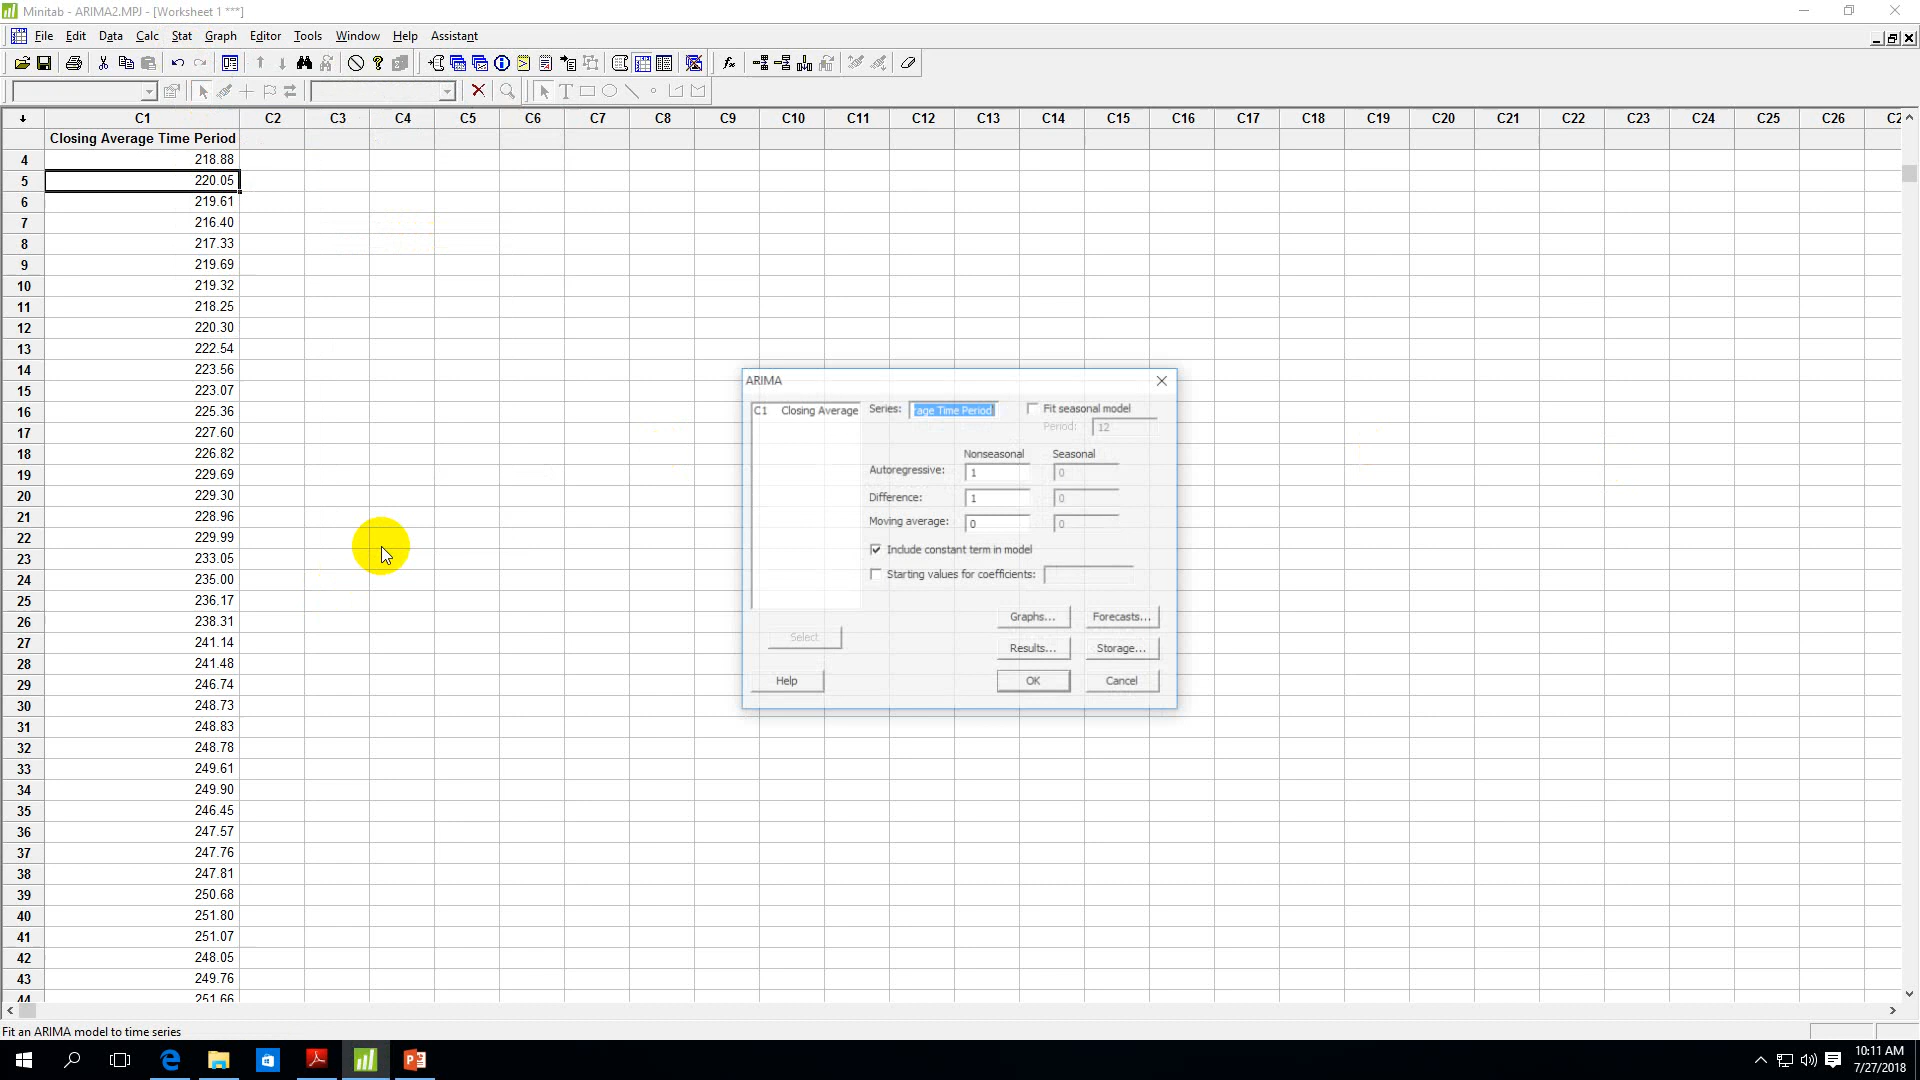 Minitab - ARIMA2.MPJ - [Worksheet 1 ***]
File Edit Data Calc Stat Graph Editor Tools Window Help Assistant
C1 C2 C3 C4 C5 C6 C7 C8 C9 C10 C11 C12 C13 C14 C15 C16 C17 C18 C19 C20 C21 C22 C23 C24 C25 C26
Closing Average Time Period
4 218.88
5 220.05
6 219.61
7 216.40
8 217.33
9 219.69
10 219.32
11 218.25
12 220.30
13 222.54
14 223.56
15 223.07
16 225.36
17 227.60
18 226.82
19 229.69
20 229.30
21 228.96
22 229.99
23 233.05
24 235.00
25 236.17
26 238.31
27 241.14
28 241.48
29 246.74
30 248.73
31 248.83
32 248.78
33 249.61
34 249.90
35 246.45
36 247.57
37 247.76
38 247.81
39 250.68
40 251.80
41 251.07
42 248.05
43 249.76
44 251.66
ARIMA
C1 Closing Average
Series: rage Time Period
Fit seasonal model
Period: 12
Nonseasonal Seasonal
Autoregressive: 1 0
Difference: 1 0
Moving average: 0 0
Include constant term in model
Starting values for coefficients:
Graphs... Forecasts...
Select
Results... Storage...
Help OK Cancel
Fit an ARIMA model to time series
10:11 AM
7/27/2018